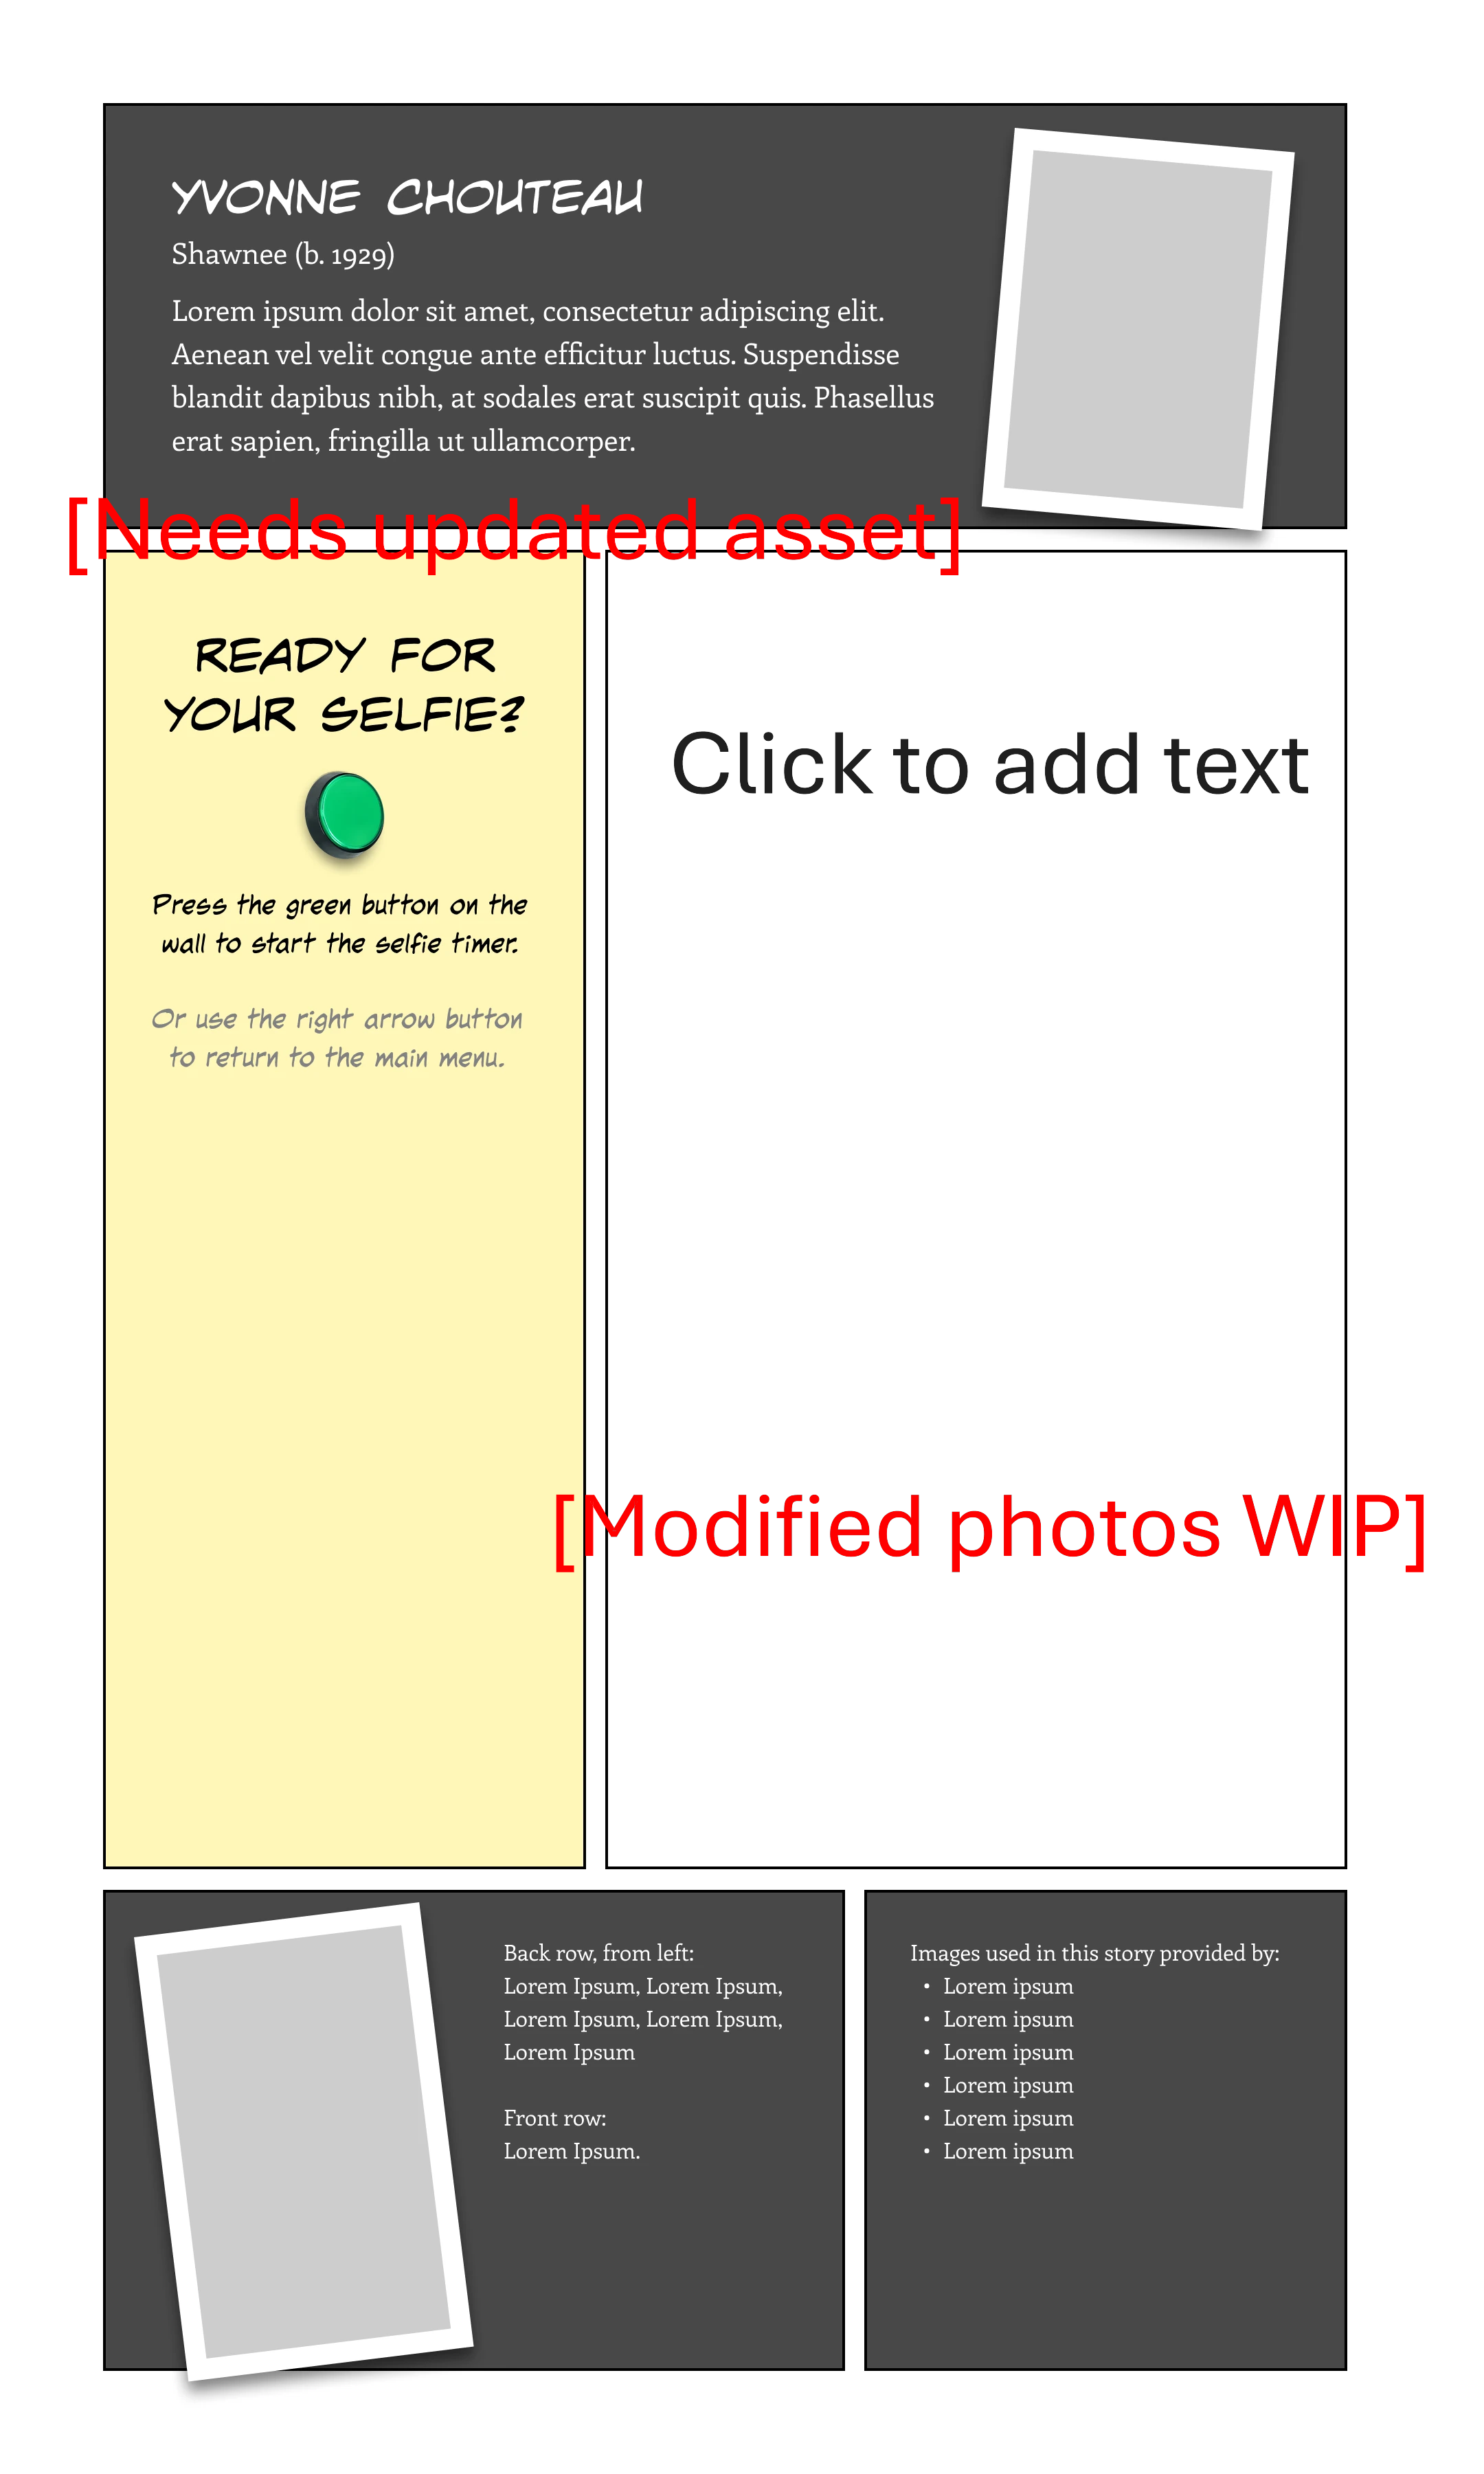 YVONNE CHOUTEAU
Shawnee (b. 1929)
Lorem ipsum dolor sit amet, consectetur adipiscing elit.
Aenean vel velit congue ante efficitur luctus. Suspendisse
blandit dapibus nibh, at sodales erat suscipit quis. Phasellus
erat sapien, fringilla ut ullamcorper.
[Needs updated asset]
READY FOR
YOUR SELFIE?
Press the green button on the
wall to start the selfie timer.
Or use the right arrow button
to return to the main menu.
Click to add text
[Modified photos WIP]
Back row, from left:
Lorem Ipsum, Lorem Ipsum,
Lorem Ipsum, Lorem Ipsum,
Lorem Ipsum
Front row:
Lorem Ipsum.
Images used in this story provided by:
• Lorem ipsum
• Lorem ipsum
• Lorem ipsum
• Lorem ipsum
• Lorem ipsum
• Lorem ipsum